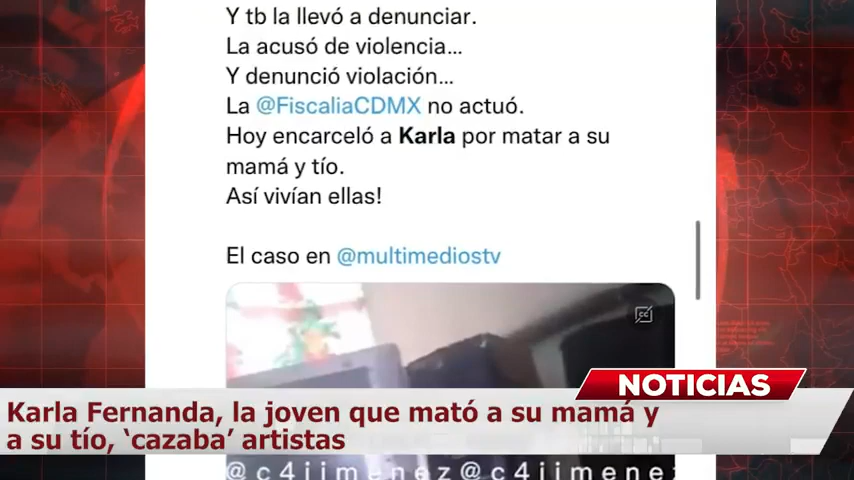 Y tb la llevó a denunciar.
La acusó de violencia...
Y denunció violación...
La @FiscaliaCDMX no actuó.
Hoy encarceló a Karla por matar a su
mamá y tío.
Así vivían ellas!
El caso en @multimediostv
CC
NOTICIAS
Karla Fernanda, la joven que mató a su mamá y
a su tío, ‘cazaba’ artistas
@c4jimenez@c4jimenez